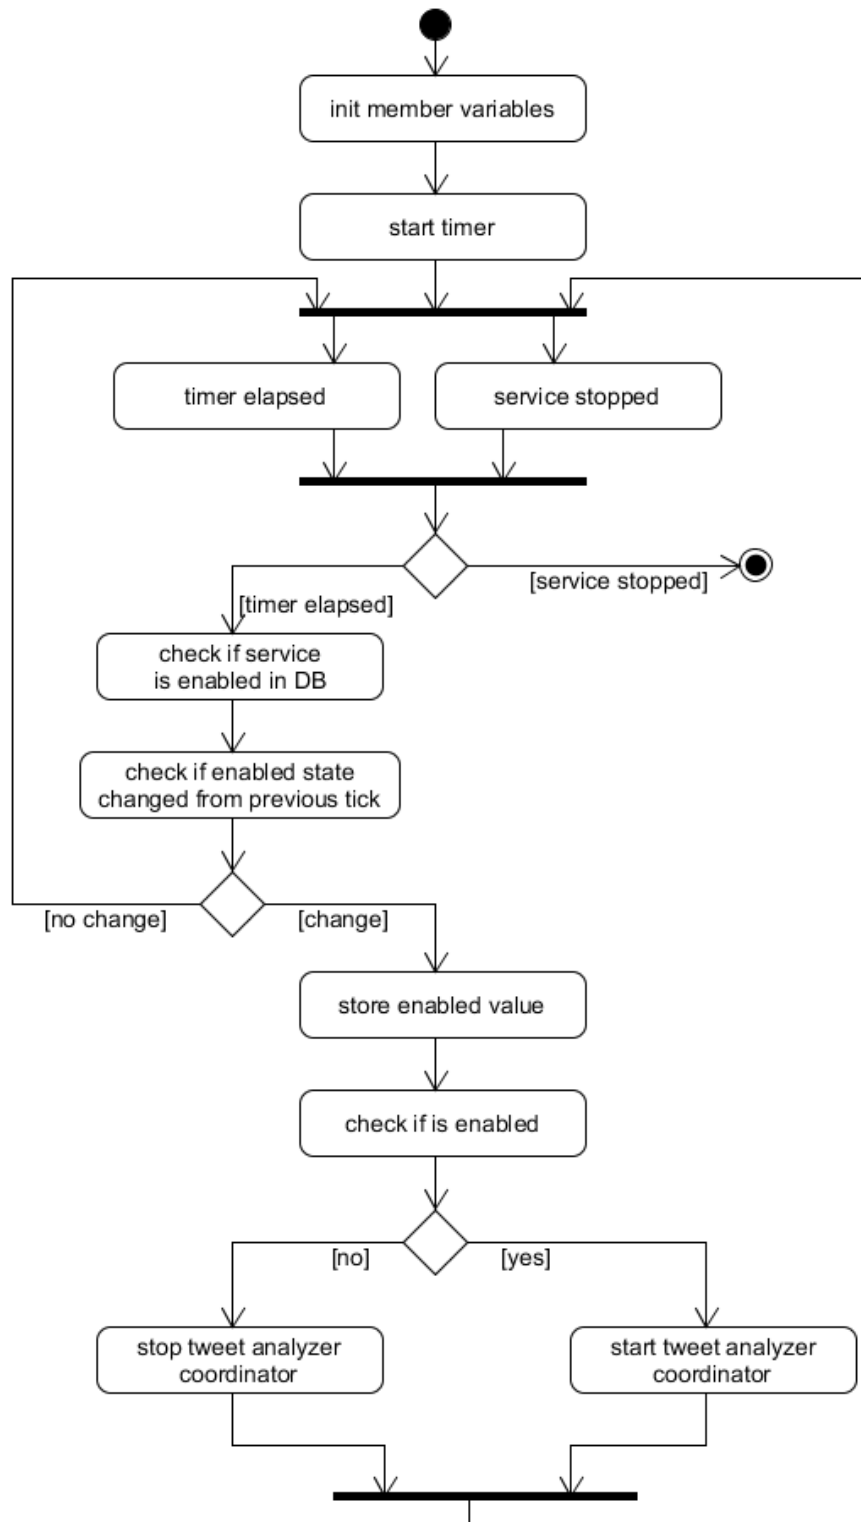 init member variables
start timer
timer elapsed
service stopped
[service stopped]
[timer elapsed]
check if service
is enabled in DB
check if enabled state
changed from previous tick
[no change]
[change]
store enabled value
check if is enabled
[no]
[yes]
stop tweet analyzer
coordinator
start tweet analyzer
coordinator